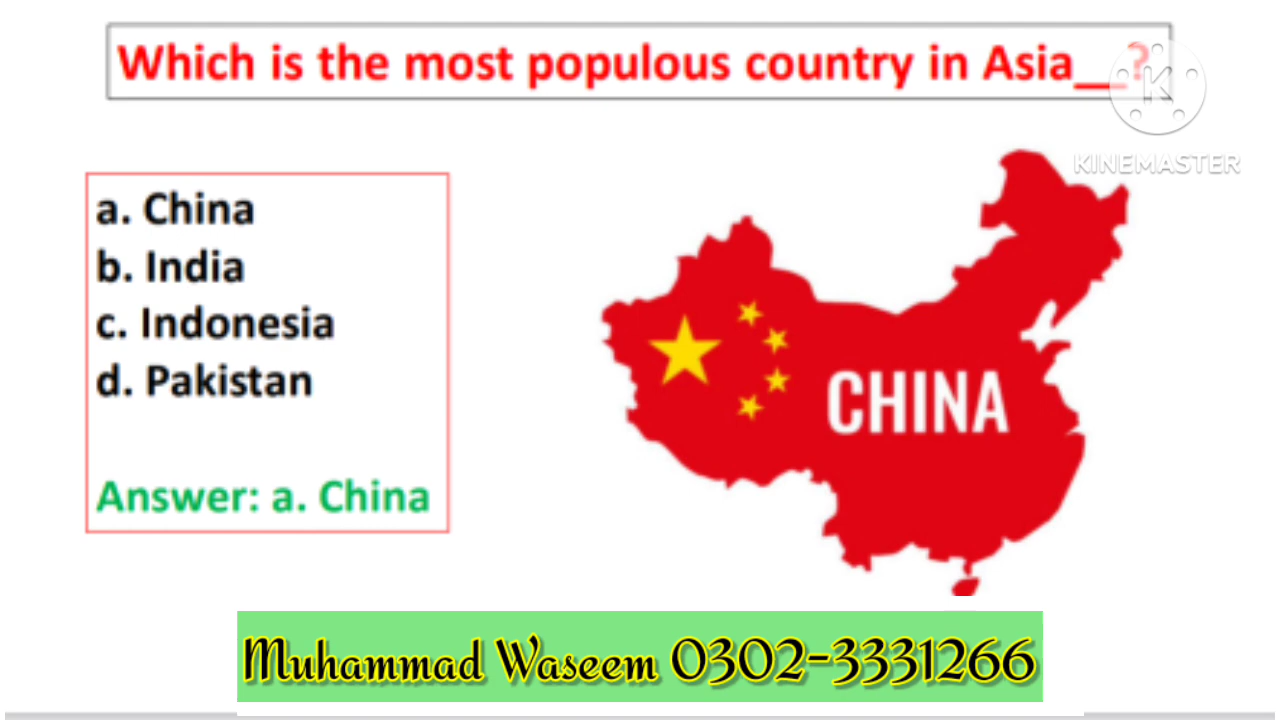 Which is the most populous country in Asia__?
K
KINEMASTER
a. China
b. India
c. Indonesia
d. Pakistan
Answer: a. China
CHINA
Muhammad Waseem 0302-3331266